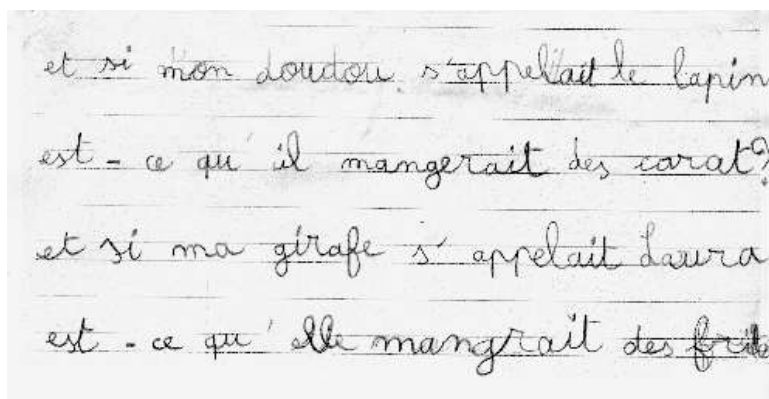 et si mon doudou s'appelait le lapin
est - ce qu'il mangerait des carat?
et si ma girafe s'appelait Laura
est - ce qu'elle mangrait des frite